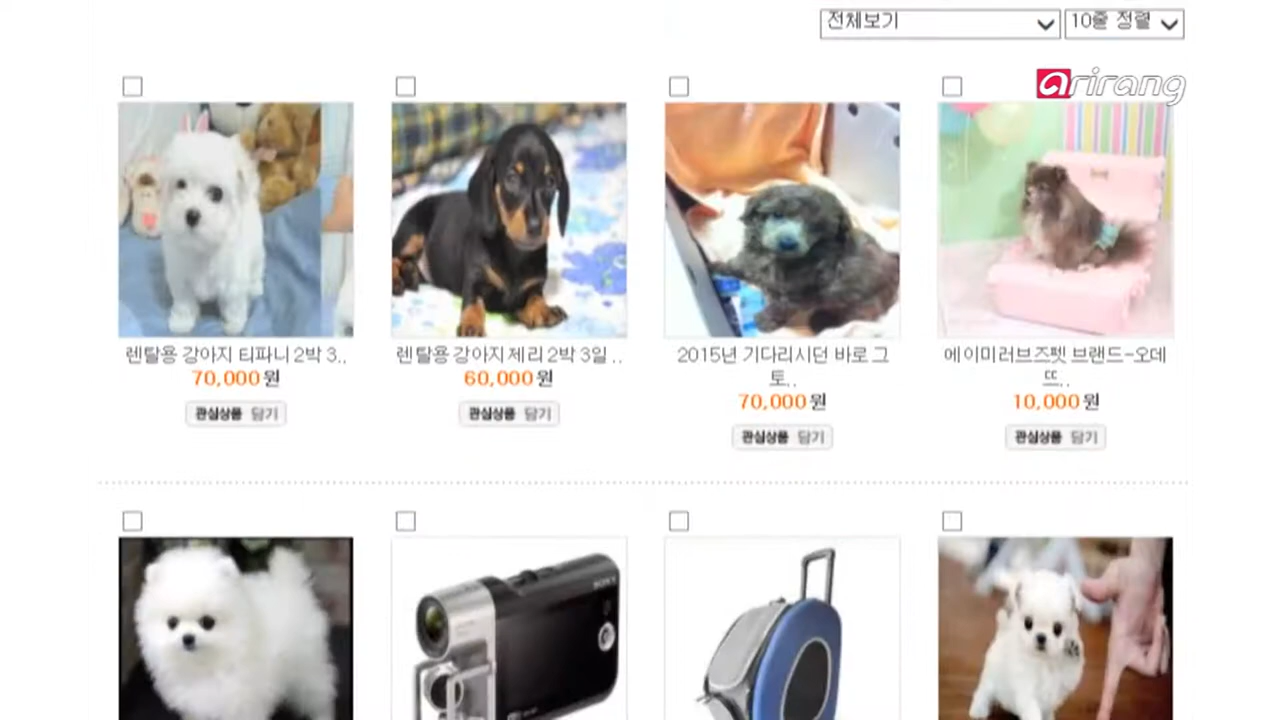 전체보기
10줄 정렬
arirang
렌탈용 강아지 티파니 2박 3..
70,000원
관심상품 담기
렌탈용 강아지 제리 2박 3일 ..
60,000원
관심상품 담기
2015년 기다리시던 바로 그
토..
70,000원
관심상품 담기
에이미러브즈펫 브랜드-오데
뜨..
10,000원
관심상품 담기
SONY